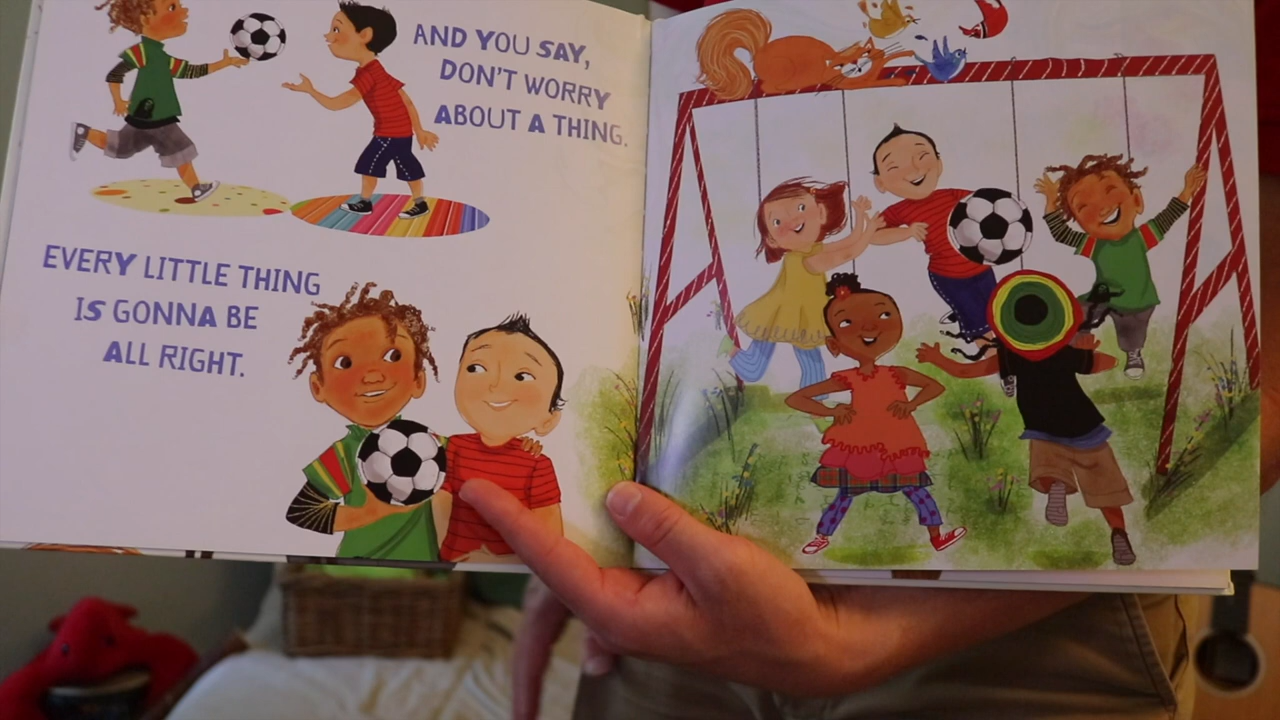 AND YOU SAY,
DON'T WORRY
ABOUT A THING.
EVERY LITTLE THING
IS GONNA BE
ALL RIGHT.